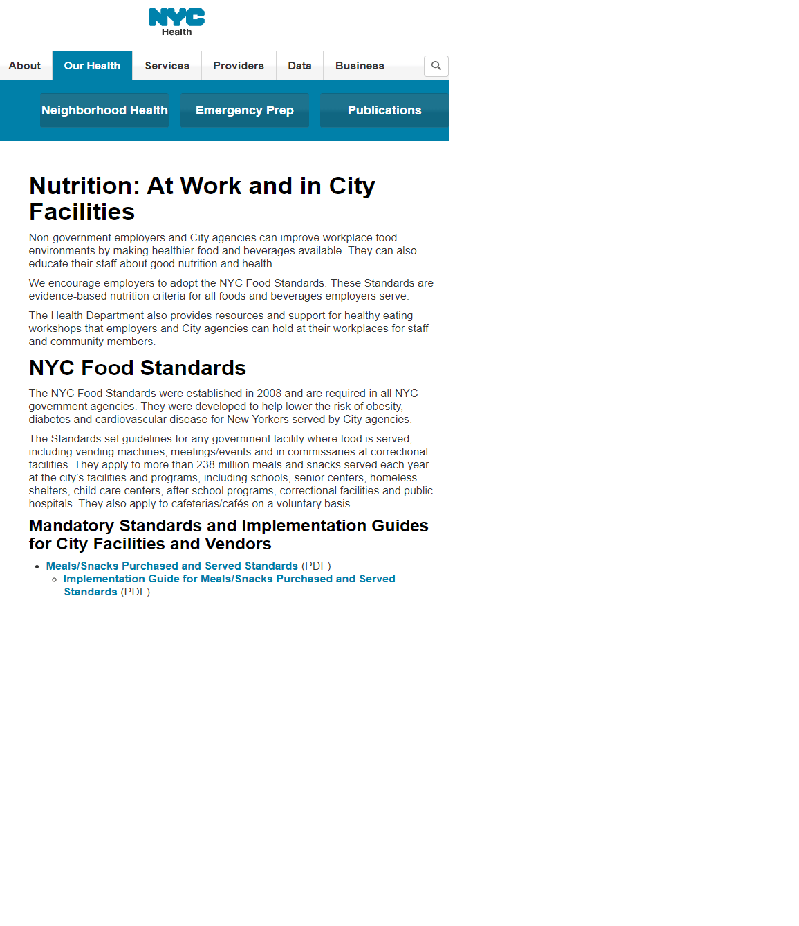 NYC
Health
About
Our Health
Services
Providers
Data
Business
Neighborhood Health
Emergency Prep
Publications
Nutrition: At Work and in City
Facilities
Non-government employers and City agencies can improve workplace food
environments by making healthier food and beverages available. They can also
educate their staff about good nutrition and health.
We encourage employers to adopt the NYC Food Standards. These Standards are
evidence-based nutrition criteria for all foods and beverages employers serve.
The Health Department also provides resources and support for healthy eating
workshops that employers and City agencies can hold at their workplaces for staff
and community members.
NYC Food Standards
The NYC Food Standards were established in 2008 and are required in all NYC
government agencies. They were developed to help lower the risk of obesity,
diabetes and cardiovascular disease for New Yorkers served by City agencies.
The Standards set guidelines for any government facility where food is served
including vending machines, meetings/events and in commissaries at correctional
facilities. They apply to more than 238 million meals and snacks served each year
at the city's facilities and programs, including schools, senior centers, homeless
shelters, child care centers, after school programs, correctional facilities and public
hospitals. They also apply to cafeterias/cafés on a voluntary basis.
Mandatory Standards and Implementation Guides
for City Facilities and Vendors
Meals/Snacks Purchased and Served Standards (PDF)
Implementation Guide for Meals/Snacks Purchased and Served
Standards (PDF)